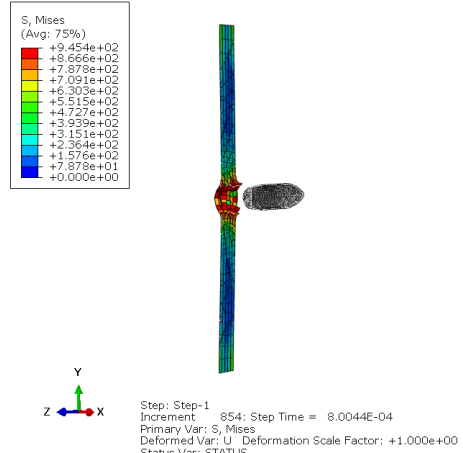 S, Mises
(Avg: 75%)
+9.454e+02
+8.666e+02
+7.878e+02
+7.091e+02
+6.303e+02
+5.515e+02
+4.727e+02
+3.939e+02
+3.151e+02
+2.364e+02
+1.576e+02
+7.878e+01
+0.000e+00
Y
Z X
Step: Step-1
Increment 854: Step Time = 8.0044E-04
Primary Var: S, Mises
Deformed Var: U Deformation Scale Factor: +1.000e+00
Status Var: STATUS